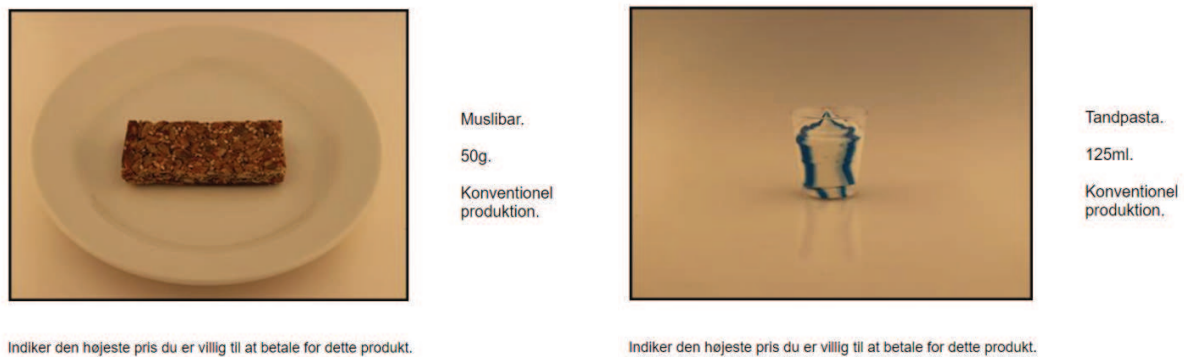 Muslibar.
50g.
Konventionel
produktion.
Indiker den højeste pris du er villig til at betale for dette produkt.
Tandpasta.
125ml.
Konventionel
produktion.
Indiker den højeste pris du er villig til at betale for dette produkt.